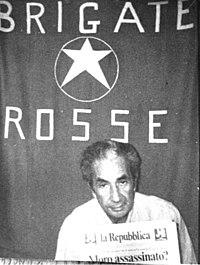 BRIGATE
ROSSE
la Repubblica
Moro assassinato?